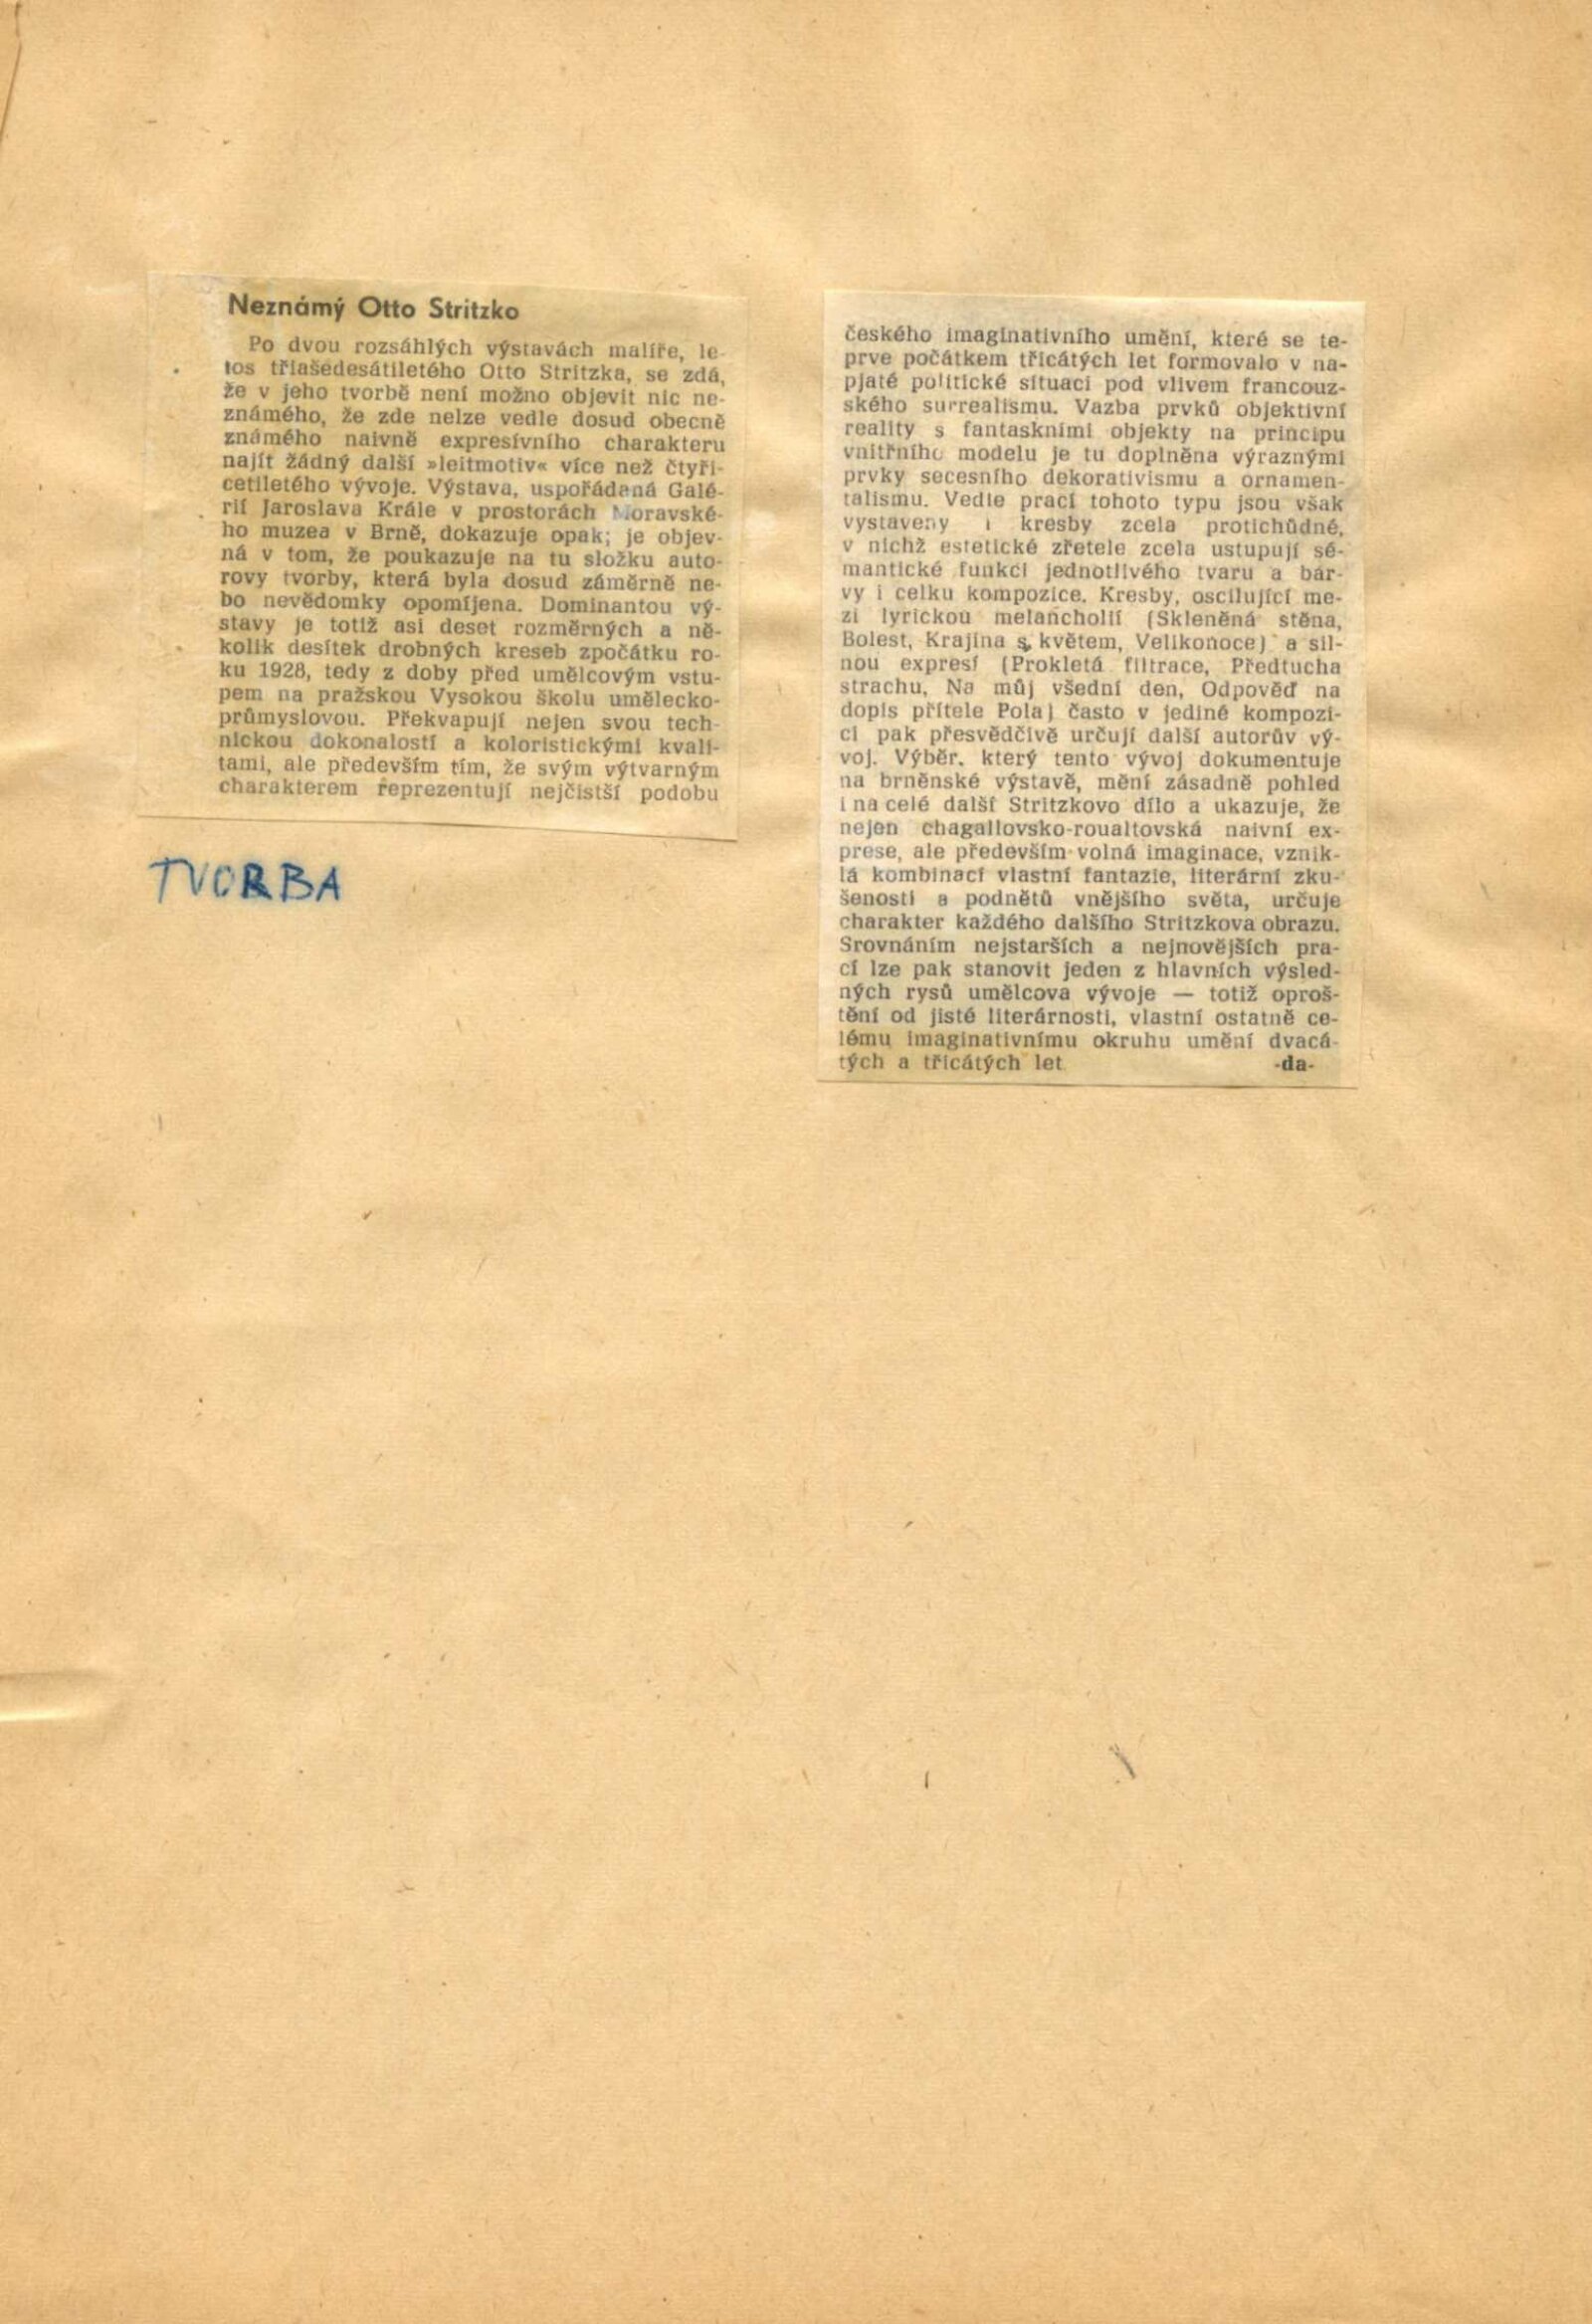 Neznámý Otto Stritzko
Po dvou rozsáhlých výstavách malíře, le-
tos třiašedesátiletého Otto Stritzka, se zdá,
že v jeho tvorbě není možno objevit nic ne-
známého, že zde nelze vedle dosud obecně
známého naivně expresívního charakteru
najít žádný další »leitmotiv« více než čtyři-
cetiletého vývoje. Výstava, uspořádaná Galé-
rií Jaroslava Krále v prostorách Moravské-
ho muzea v Brně, dokazuje opak; je objev-
ná v tom, že poukazuje na tu složku auto-
rovy tvorby, která byla dosud záměrně ne-
bo nevědomky opomíjena. Dominantou vý-
stavy je totiž asi deset rozměrných a ně-
kolik desítek drobných kreseb zpočátku ro-
ku 1928, tedy z doby před umělcovým vstu-
pem na pražskou Vysokou školu umělecko-
průmyslovou. Překvapují nejen svou tech-
nickou dokonalostí a koloristickými kvali-
tami, ale především tím, že svým výtvarným
charakterem reprezentují nejčistší podobu
TVORBA
českého imaginativního umění, které se te-
prve počátkem třicátých let formovalo v na-
pjaté politické situaci pod vlivem francouz-
ského surrealismu. Vazba prvků objektivní
reality s fantaskními objekty na principu
vnitřního modelu je tu doplněna výraznými
prvky secesního dekorativismu a ornamen-
talismu. Vedle prací tohoto typu jsou však
vystaveny i kresby zcela protichůdné,
v nichž estetické zřetele zcela ustupují sé-
mantické funkci jednotlivého tvaru a bar-
vy i celku kompozice. Kresby, oscilující me-
zi lyrickou melancholií (Skleněná stěna,
Bolest, Krajina s květem, Velikonoce) a sil-
nou expresí (Prokletá filtrace, Předtucha
strachu, Na můj všední den, Odpověď na
dopis přítele Pola) často v jediné kompozi-
ci pak přesvědčivě určují další autorův vý-
voj. Výběr, který tento vývoj dokumentuje
na brněnské výstavě, mění zásadně pohled
i na celé další Stritzkovo dílo a ukazuje, že
nejen chagallovsko-roualtovská naivní ex-
prese, ale především volná imaginace, vznik-
lá kombinací vlastní fantazie, literární zku-
šenosti a podnětů vnějšího světa, určuje
charakter každého dalšího Stritzkova obrazu.
Srovnáním nejstarších a nejnovějších pra-
cí lze pak stanovit jeden z hlavních výsled-
ných rysů umělcova vývoje — totiž oproš-
tění od jisté literárnosti, vlastní ostatně ce-
lému imaginativnímu okruhu umění dvacá-
tých a třicátých let -da-